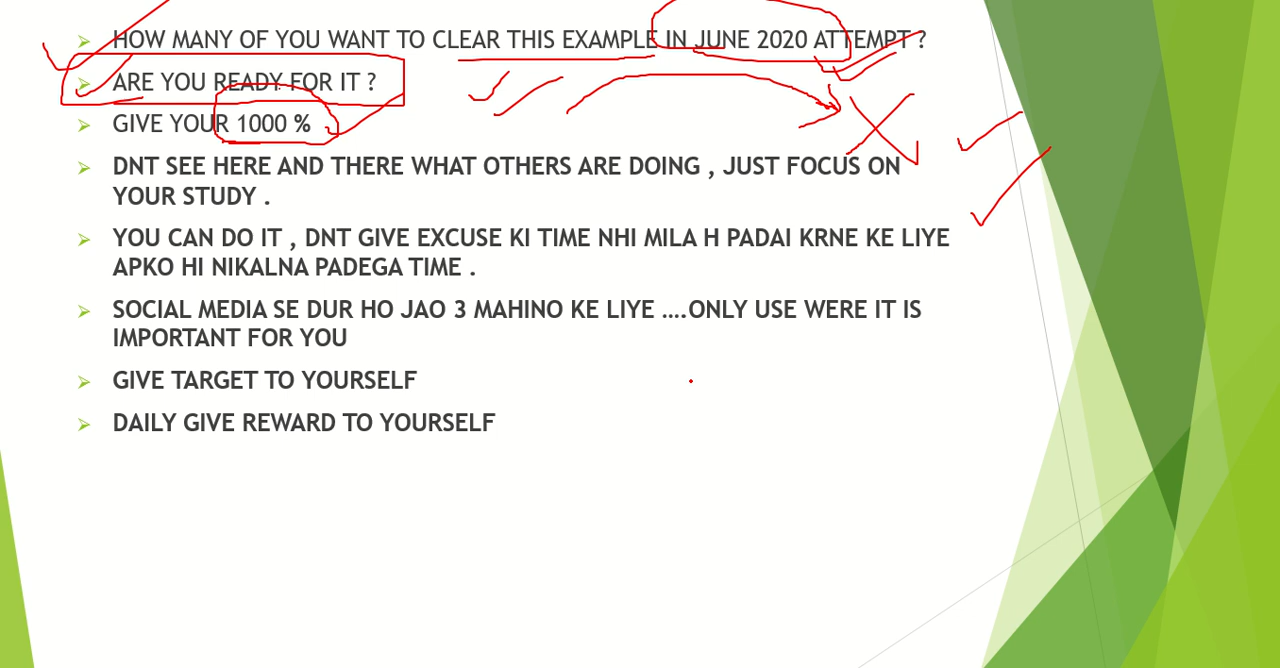 HOW MANY OF YOU WANT TO CLEAR THIS EXAMPLE IN JUNE 2020 ATTEMPT ?
ARE YOU READY FOR IT ?
GIVE YOUR 1000 %
DNT SEE HERE AND THERE WHAT OTHERS ARE DOING , JUST FOCUS ON
YOUR STUDY .
YOU CAN DO IT , DNT GIVE EXCUSE KI TIME NHI MILA H PADAI KRNE KE LIYE
APKO HI NIKALNA PADEGA TIME .
SOCIAL MEDIA SE DUR HO JAO 3 MAHINO KE LIYE ....ONLY USE WERE IT IS
IMPORTANT FOR YOU
GIVE TARGET TO YOURSELF
DAILY GIVE REWARD TO YOURSELF